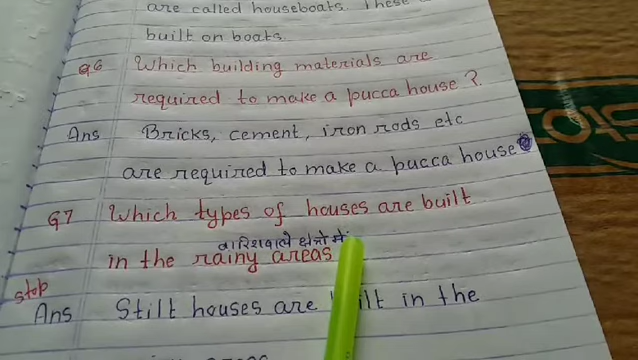 are called houseboats. These
built on boats.
Q6 Which building materials are
required to make a pucca house?
Ans Bricks, cement, iron rods etc
are required to make a pucca house
Q7 Which types of houses are built
बारिशवाले क्षेत्रों में
in the rainy areas
stop
Ans Stilt houses are built in the